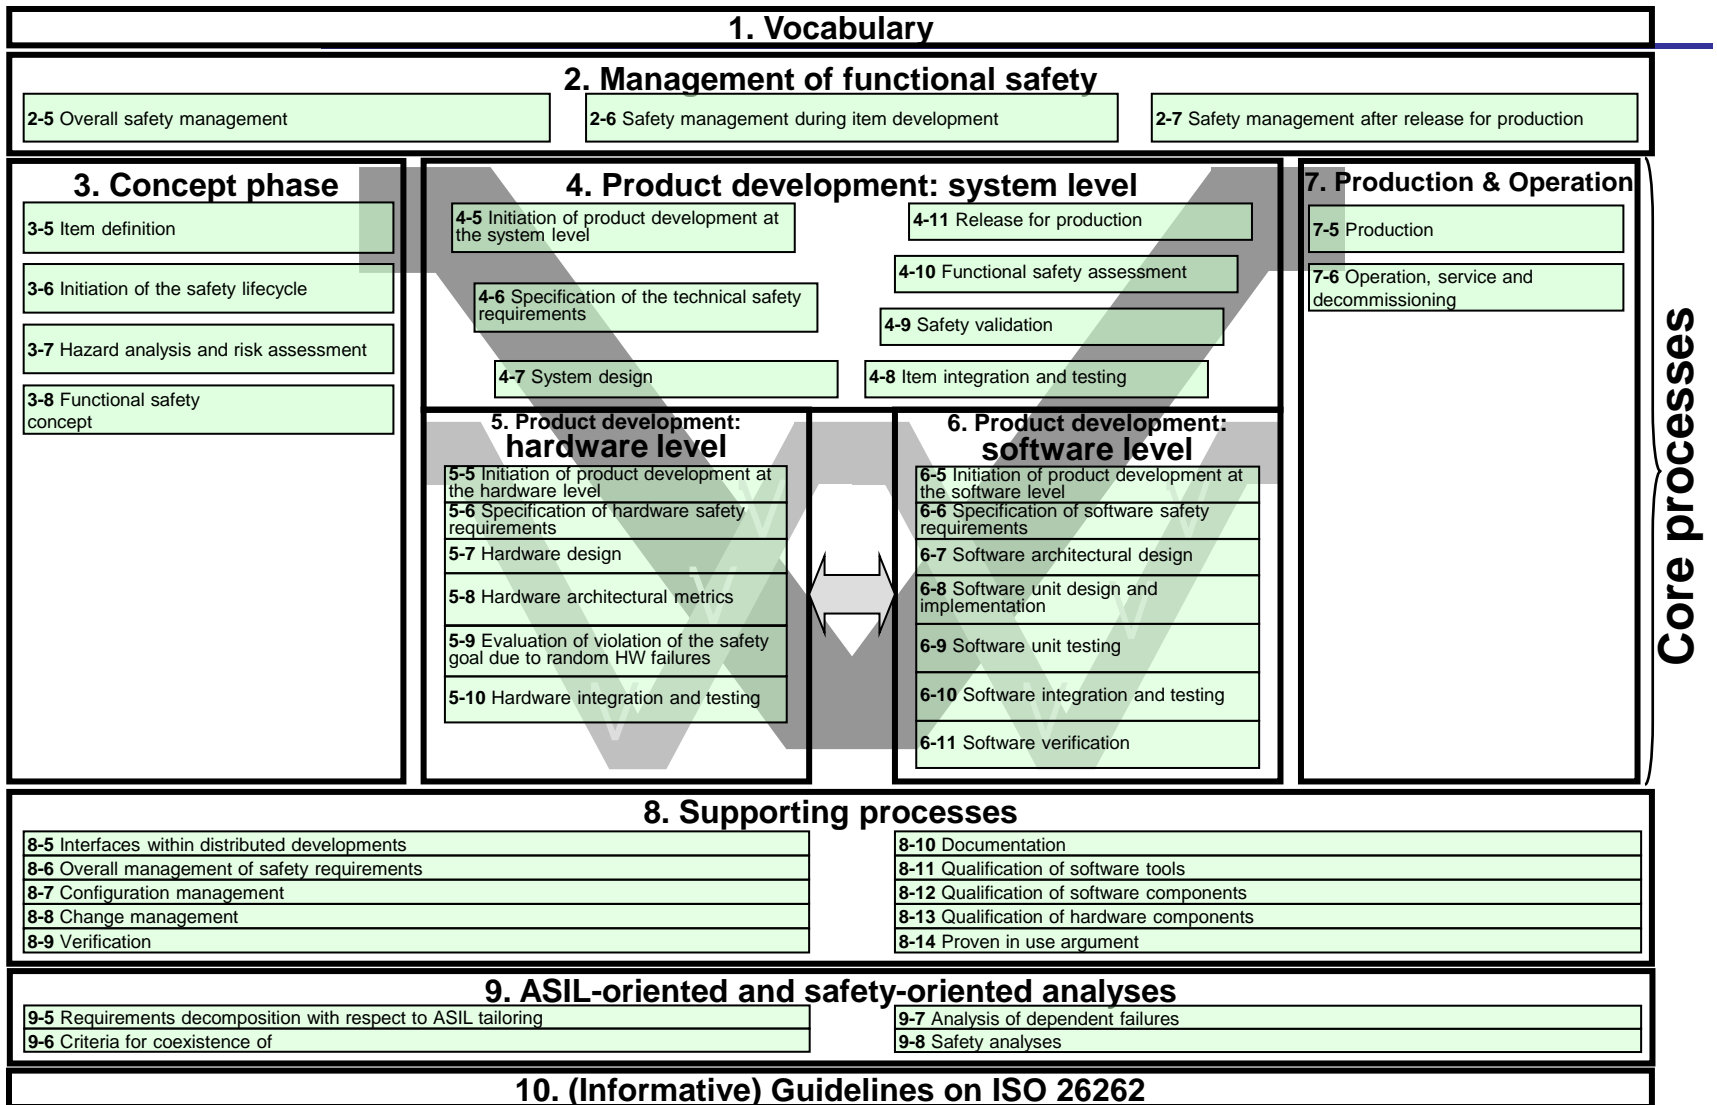 1. Vocabulary
2. Management of functional safety
2-5 Overall safety management
2-6 Safety management during item development
2-7 Safety management after release for production
3. Concept phase
3-5 Item definition
3-6 Initiation of the safety lifecycle
3-7 Hazard analysis and risk assessment
3-8 Functional safety
concept
4. Product development: system level
4-5 Initiation of product development at
the system level
4-6 Specification of the technical safety
requirements
4-7 System design
4-11 Release for production
4-10 Functional safety assessment
4-9 Safety validation
4-8 Item integration and testing
7. Production & Operation
7-5 Production
7-6 Operation, service and
decommissioning
Core processes
5. Product development:
hardware level
5-5 Initiation of product development at
the hardware level
5-6 Specification of hardware safety
requirements
5-7 Hardware design
5-8 Hardware architectural metrics
5-9 Evaluation of violation of the safety
goal due to random HW failures
5-10 Hardware integration and testing
6. Product development:
software level
6-5 Initiation of product development at
the software level
6-6 Specification of software safety
requirements
6-7 Software architectural design
6-8 Software unit design and
implementation
6-9 Software unit testing
6-10 Software integration and testing
6-11 Software verification
8. Supporting processes
8-5 Interfaces within distributed developments
8-6 Overall management of safety requirements
8-7 Configuration management
8-8 Change management
8-9 Verification
8-10 Documentation
8-11 Qualification of software tools
8-12 Qualification of software components
8-13 Qualification of hardware components
8-14 Proven in use argument
9. ASIL-oriented and safety-oriented analyses
9-5 Requirements decomposition with respect to ASIL tailoring
9-6 Criteria for coexistence of
9-7 Analysis of dependent failures
9-8 Safety analyses
10. (Informative) Guidelines on ISO 26262